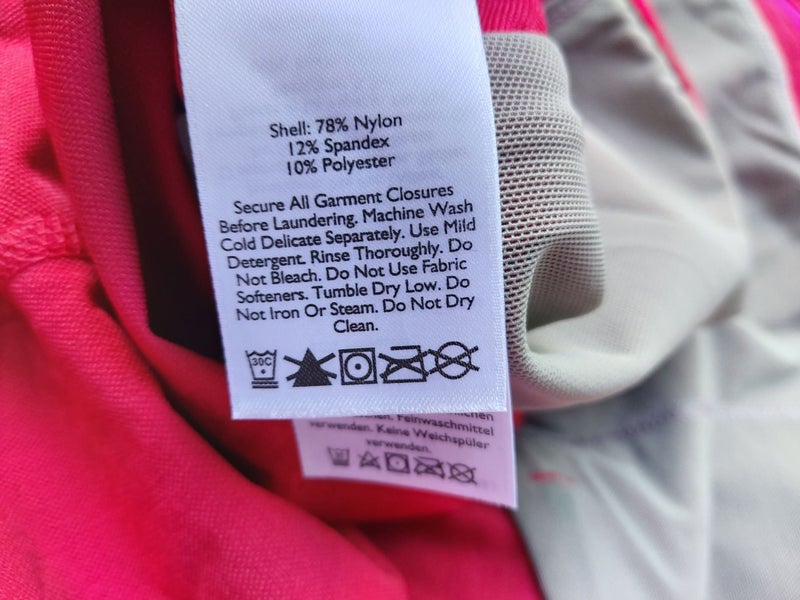 Shell: 78% Nylon
12% Spandex
10% Polyester
Secure All Garment Closures
Before Laundering. Machine Wash
Cold Delicate Separately. Use Mild
Detergent. Rinse Thoroughly. Do
Not Bleach. Do Not Use Fabric
Softeners. Tumble Dry Low. Do
Not Iron Or Steam. Do Not Dry
Clean.
30C
Feinwaschmittel
verwenden. Keine Weichspüler
verwenden.